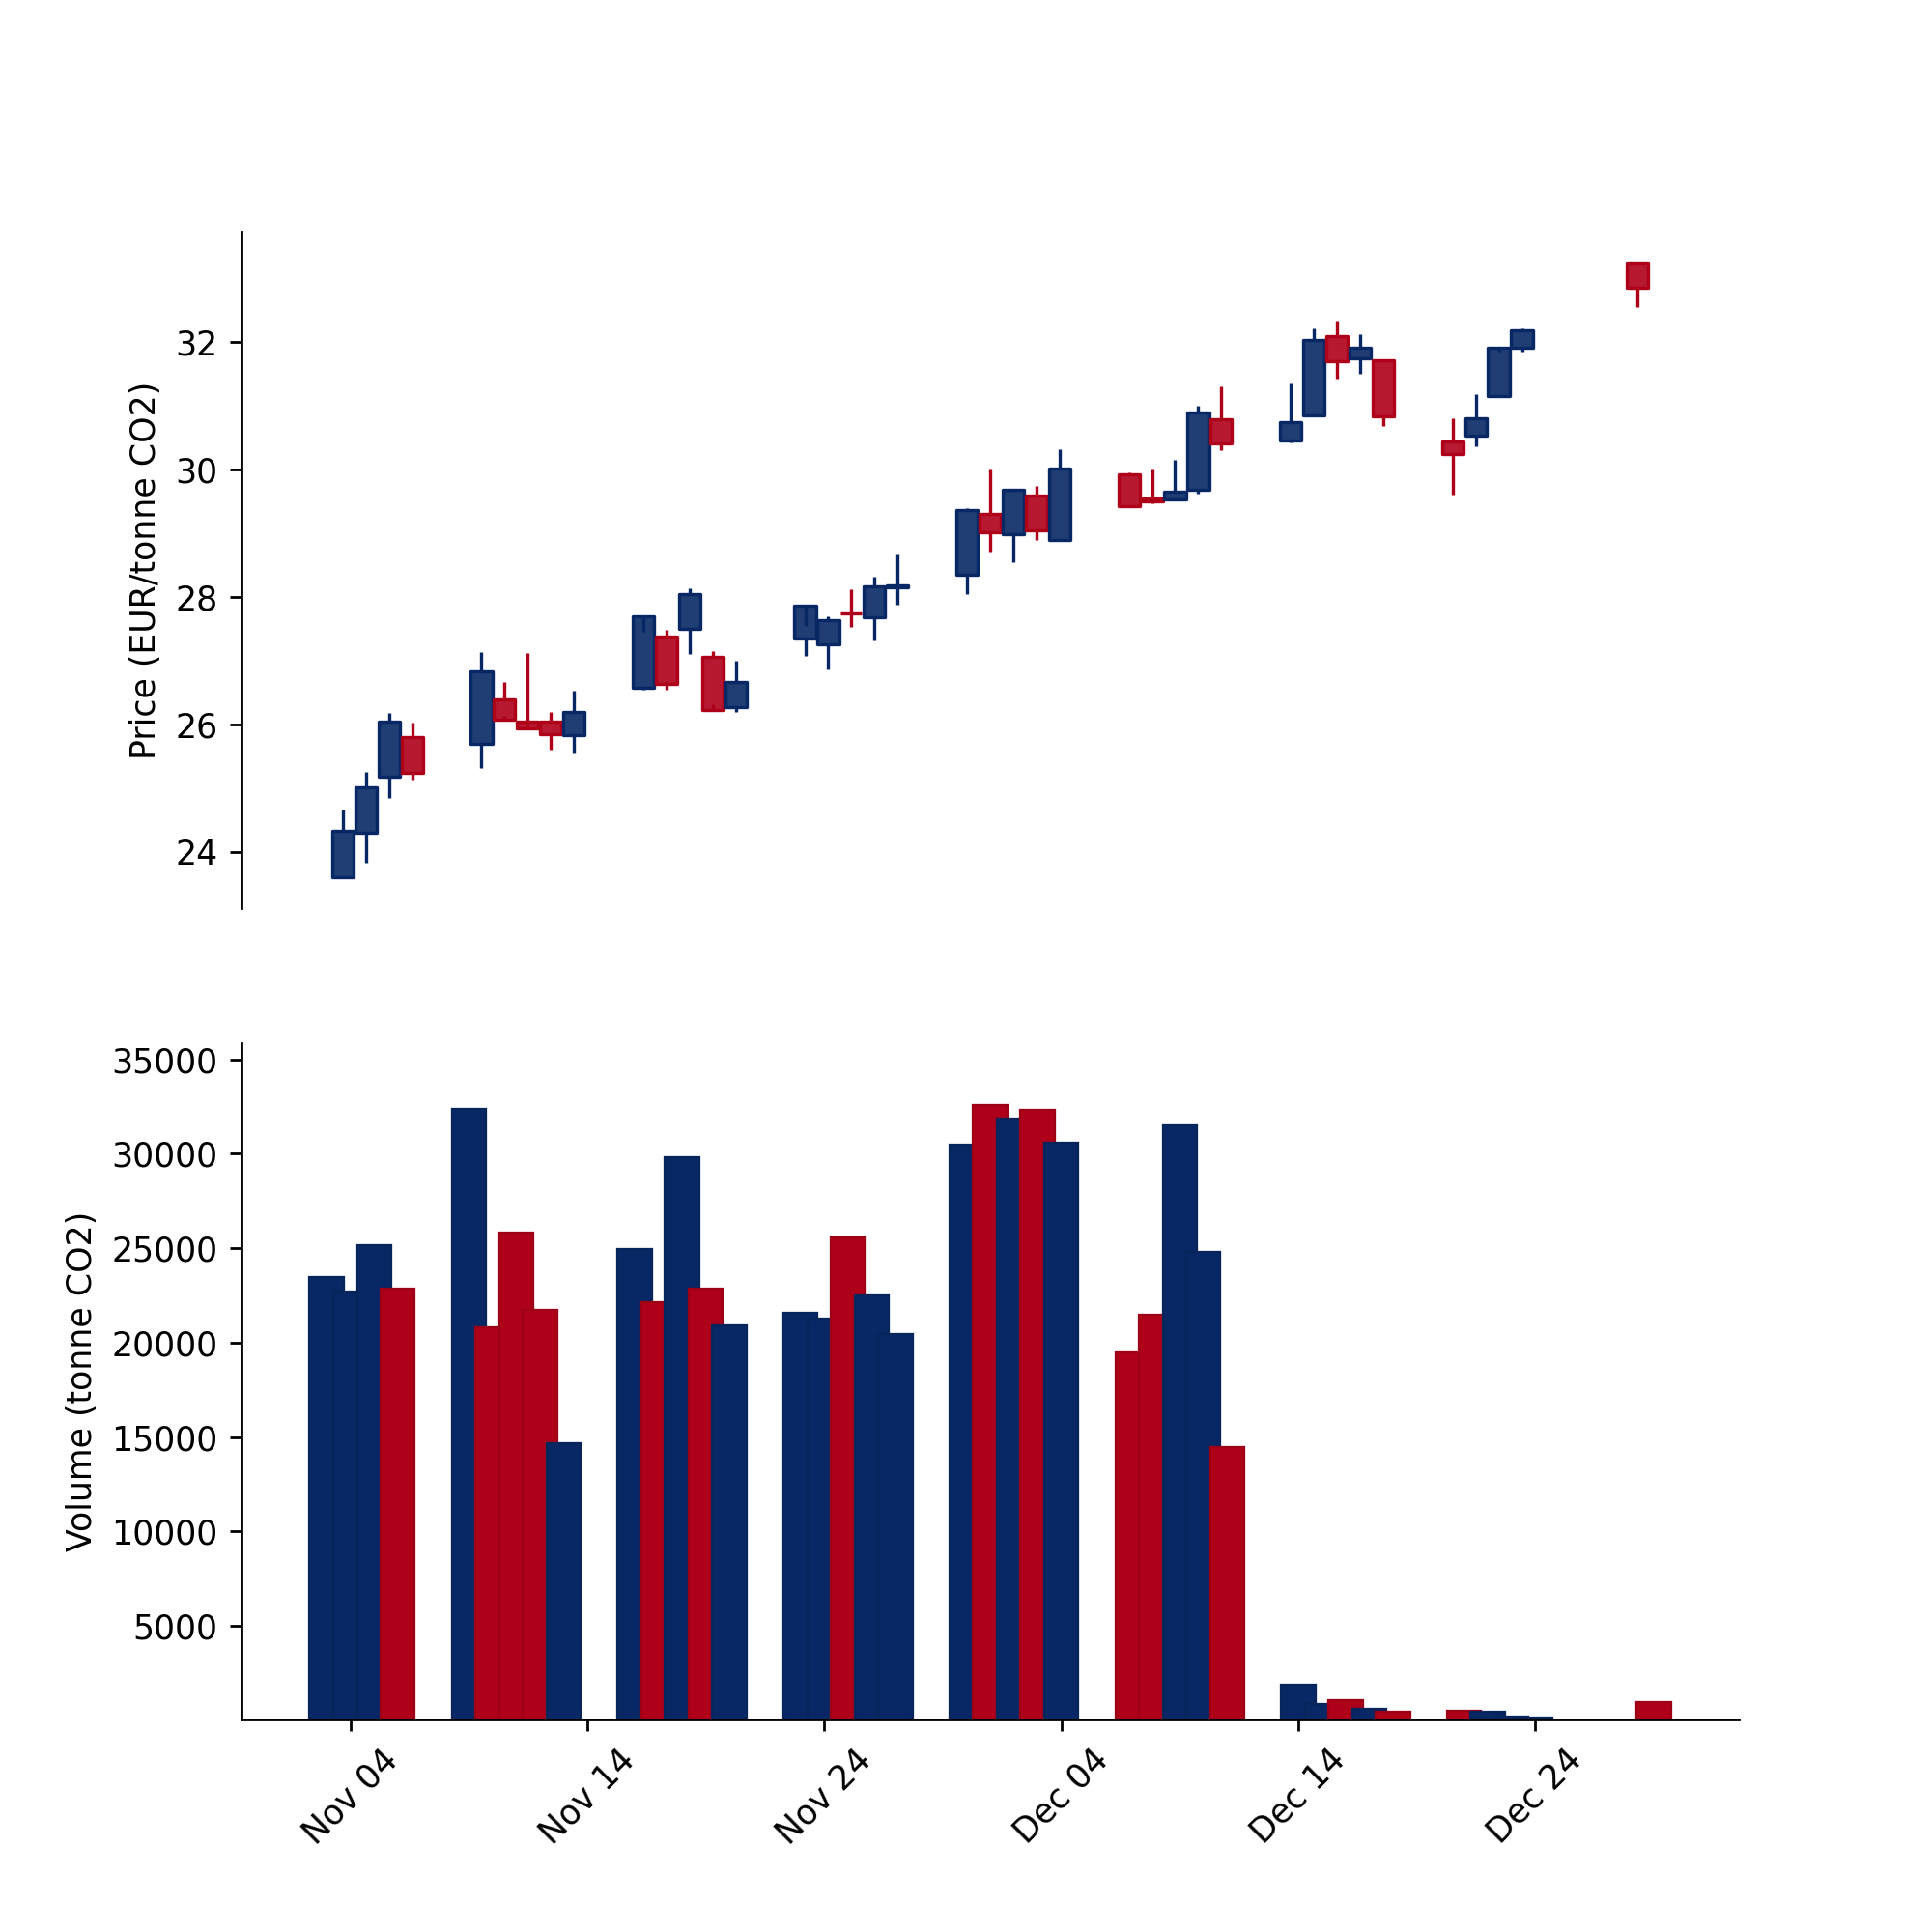 Price (EUR/tonne CO2)
32
30
28
26
24
Volume (tonne CO2)
35000
30000
25000
20000
15000
10000
5000
Nov 04
Nov 14
Nov 24
Dec 04
Dec 14
Dec 24